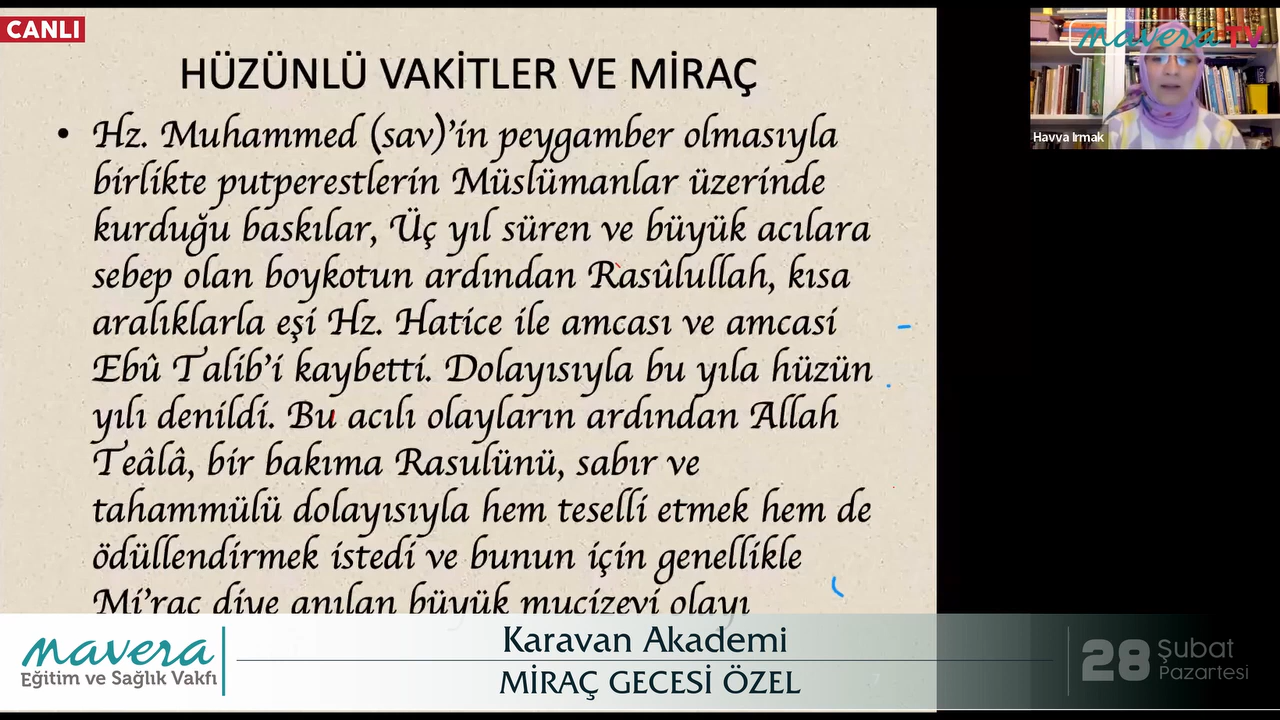 CANLI
HÜZÜNLÜ VAKİTLER VE MİRAÇ
• Hz. Muhammed (sav)'in peygamber olmasıyla
birlikte putperestlerin Müslümanlar üzerinde
kurduğu baskılar, Üç yıl süren ve büyük acılara
sebep olan boykotun ardından Rasûlullah, kısa
aralıklarla eşi Hz. Hatice ile amcası ve amcasi
Ebû Talib'i kaybetti. Dolayısıyla bu yıla hüzün
yılı denildi. Bu acılı olayların ardından Allah
Teâlâ, bir bakıma Rasulünü, sabır ve
tahammülü dolayısıyla hem teselli etmek hem de
ödüllendirmek istedi ve bunun için genellikle
Mi'rac diye anılan büyük mucizevi olayı
mavera TV
Havva Irmak
mavera
Eğitim ve Sağlık Vakfı
Karavan Akademi
MİRAÇ GECESİ ÖZEL
28
Şubat
Pazartesi